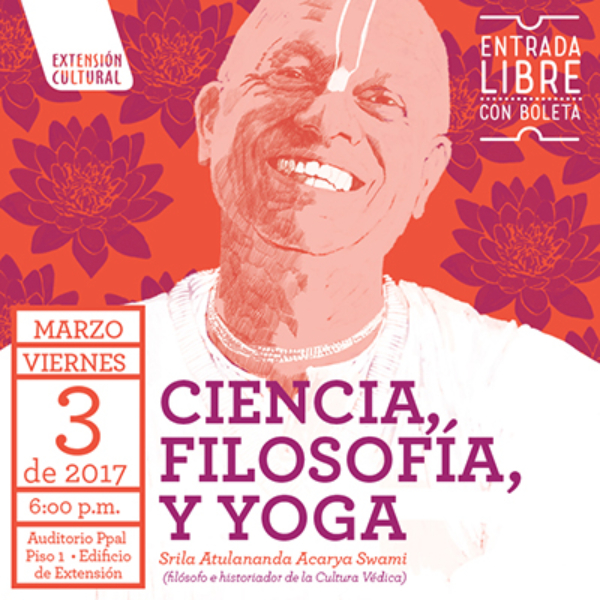 EXTENSIÓN
CULTURAL
ENTRADA
LIBRE
CON BOLETA
MARZO
VIERNES
3
de 2017
6:00 p.m.
Auditorio Ppal
Piso 1 • Edificio
de Extensión
CIENCIA,
FILOSOFÍA,
Y YOGA
Srila Atulananda Acarya Swami
(filósofo e historiador de la Cultura Védica)